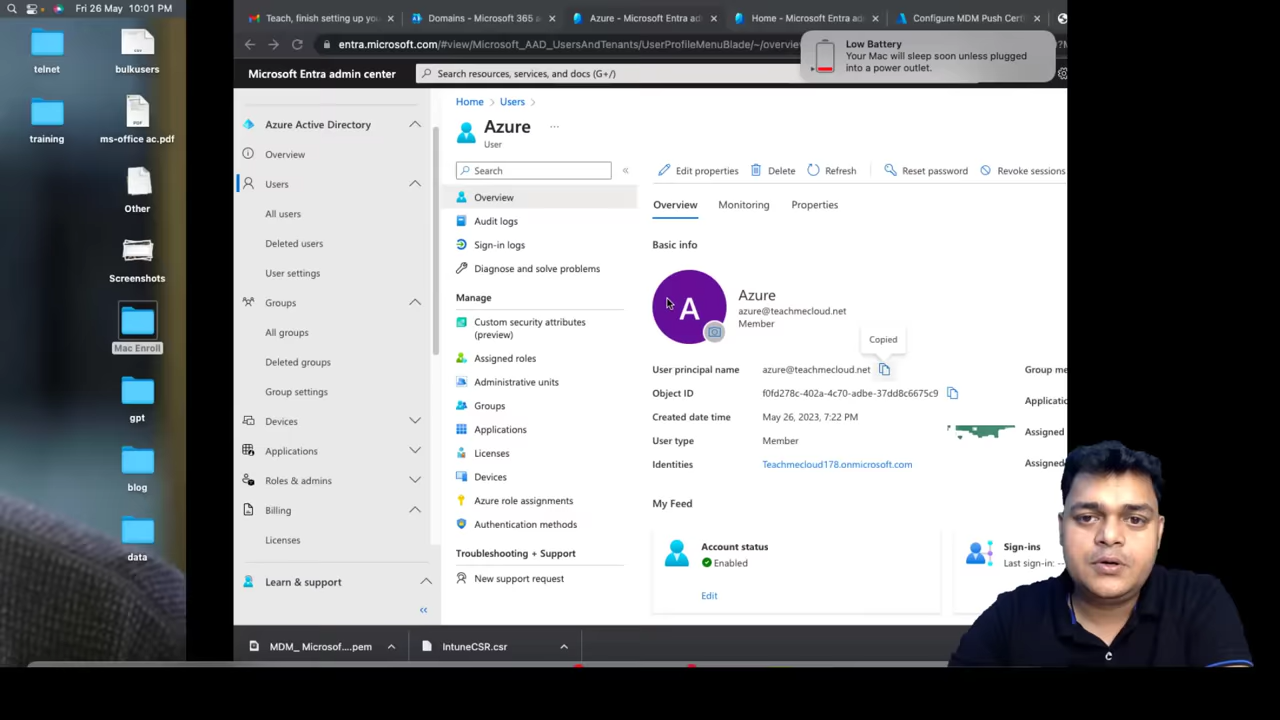 Fri 26 May 10:01 PM
telnet
bulkusers
training
ms-office ac.pdf
Other
Screenshots
Mac Enroll
gpt
blog
data
Teach, finish setting up you
Domains - Microsoft 365 a
Azure - Microsoft Entra adm
Home - Microsoft Entra adm
Configure MDM Push Cert
entra.microsoft.com/#view/Microsoft_AAD_UsersAndTenants/UserProfileMenuBlade/~/overview
Low Battery
Your Mac will sleep soon unless plugged
into a power outlet.
Microsoft Entra admin center
Search resources, services, and docs (G+/)
Azure Active Directory
Overview
Users
All users
Deleted users
User settings
Groups
All groups
Deleted groups
Group settings
Devices
Applications
Roles & admins
Billing
Licenses
Learn & support
Home > Users >
Azure ...
User
Search
Overview
Audit logs
Sign-in logs
Diagnose and solve problems
Manage
Custom security attributes
(preview)
Assigned roles
Administrative units
Groups
Applications
Licenses
Devices
Azure role assignments
Authentication methods
Troubleshooting + Support
New support request
Edit properties Delete Refresh Reset password Revoke sessions
Overview Monitoring Properties
Basic info
A
Azure
azure@teachmecloud.net
Member
Copied
User principal name azure@teachmecloud.net Group me
Object ID f0fd278c-402a-4c70-adbe-37dd8c6675c9 Application
Created date time May 26, 2023, 7:22 PM Assigned
User type Member
Identities Teachmecloud178.onmicrosoft.com Assigned
My Feed
Account status
Enabled
Edit
Sign-ins
Last sign-in: --
MDM_ Microsof....pem
IntuneCSR.csr